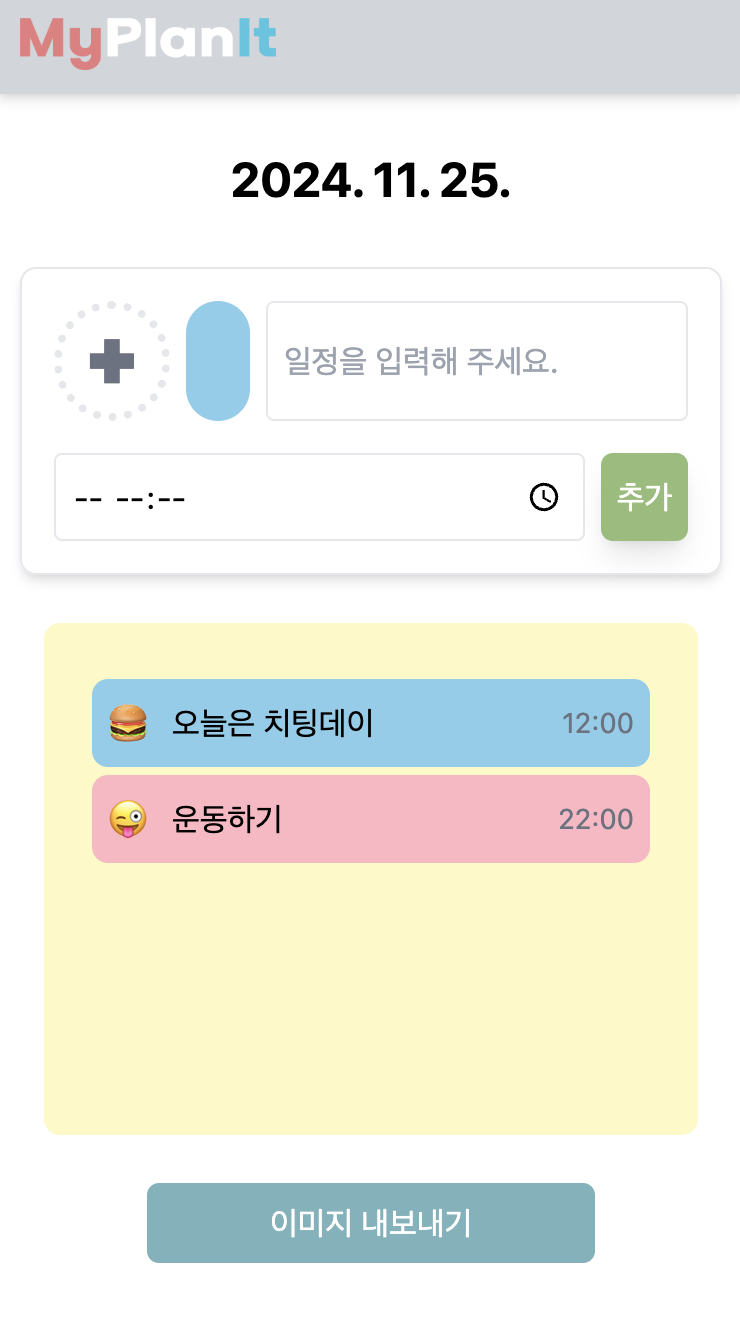 MyPlanIt
2024. 11. 25.
일정을 입력해 주세요.
-- --:--
추가
🍔 오늘은 치팅데이 12:00
😜 운동하기 22:00
이미지 내보내기